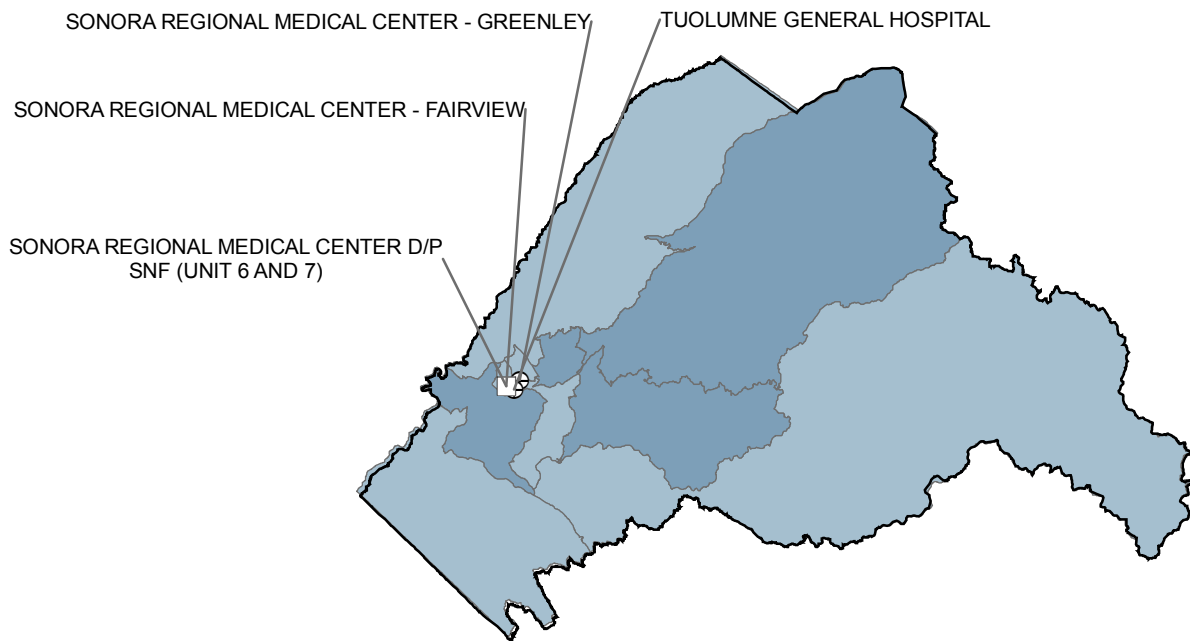 SONORA REGIONAL MEDICAL CENTER - GREENLEY
TUOLUMNE GENERAL HOSPITAL
SONORA REGIONAL MEDICAL CENTER - FAIRVIEW
SONORA REGIONAL MEDICAL CENTER D/P
SNF (UNIT 6 AND 7)